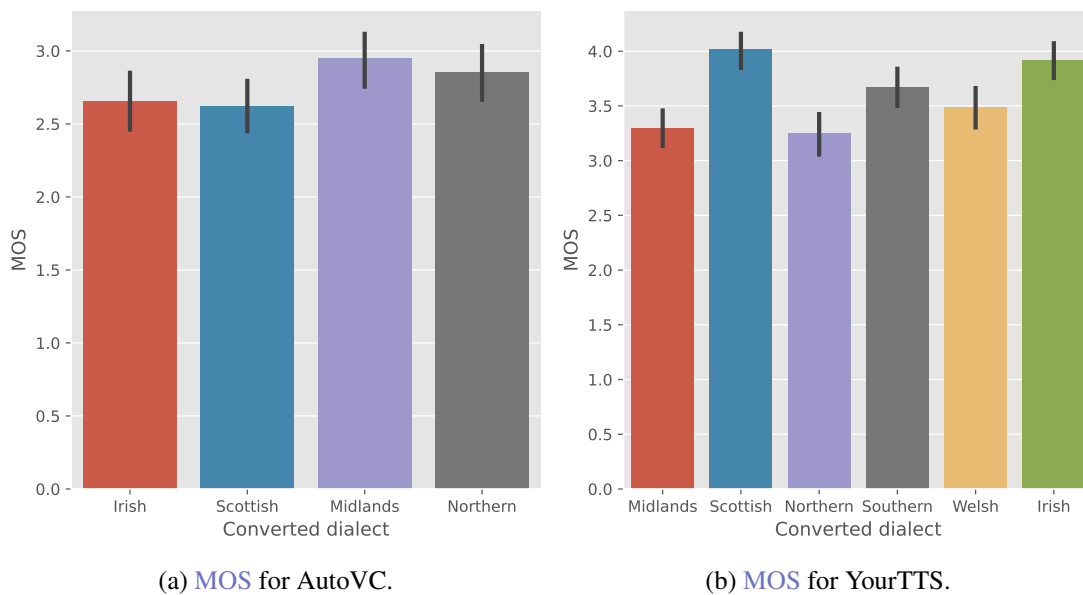 3.0
2.5
2.0
1.5
1.0
0.5
0.0
MOS
Irish Scottish Midlands Northern
Converted dialect
(a) MOS for AutoVC.
4.0
3.5
3.0
2.5
2.0
1.5
1.0
0.5
0.0
MOS
Midlands Scottish Northern Southern Welsh Irish
Converted dialect
(b) MOS for YourTTS.